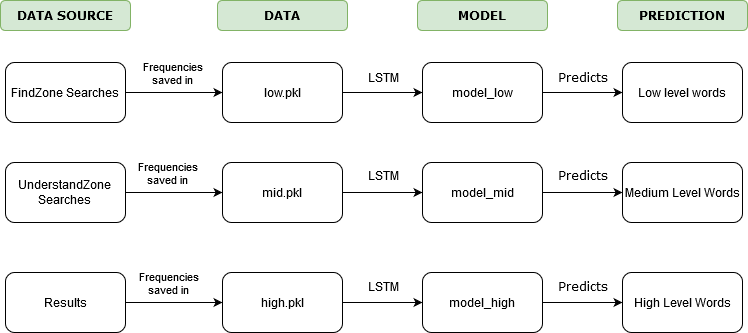 DATA SOURCE
DATA
MODEL
PREDICTION
FindZone Searches
Frequencies
saved in
low.pkl
LSTM
model_low
Predicts
Low level words
UnderstandZone
Searches
Frequencies
saved in
mid.pkl
LSTM
model_mid
Predicts
Medium Level Words
Results
Frequencies
saved in
high.pkl
LSTM
model_high
Predicts
High Level Words